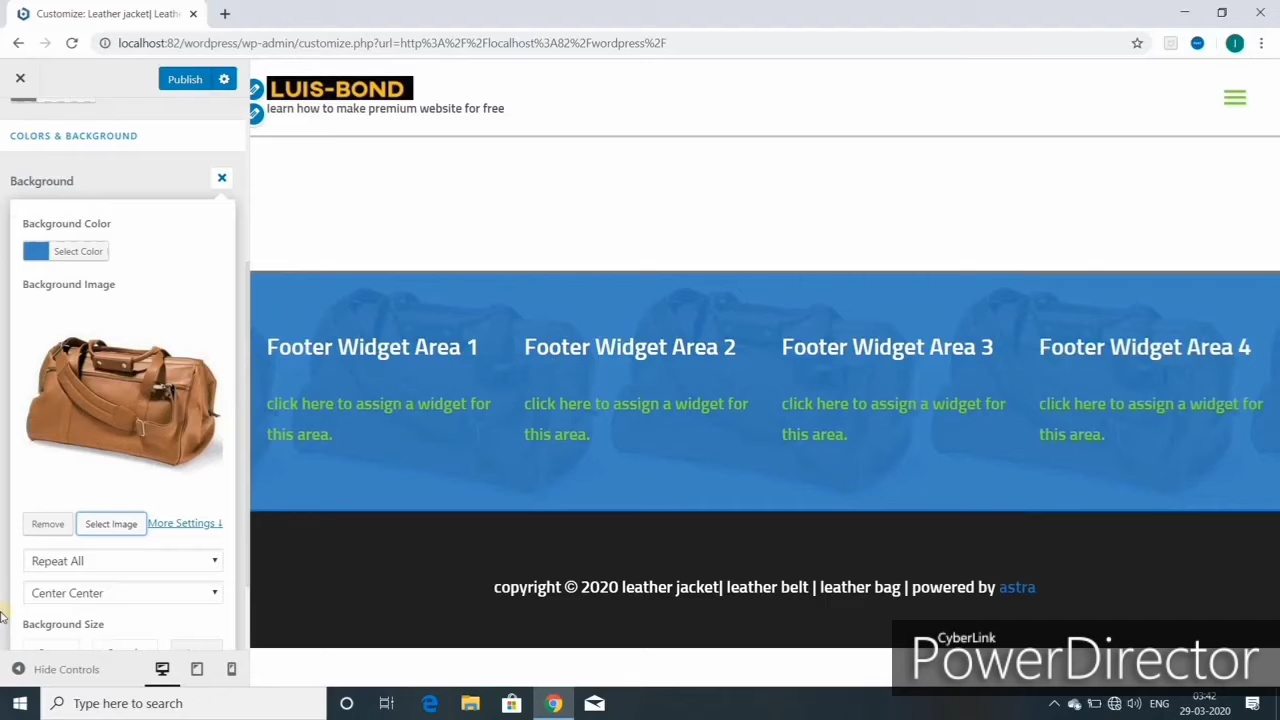 Customize: Leather jacket| Leath
localhost:82/wordpress/wp-admin/customize.php?url=http%3A%2F%2Flocalhost%3A82%2Fwordpress%2F
Publish
COLORS & BACKGROUND
Background
Background Color
Select Color
Background Image
Remove
Select Image
More Settings ↓
Repeat All
Center Center
Background Size
Hide Controls
LUIS-BOND
learn how to make premium website for free
Footer Widget Area 1
click here to assign a widget for
this area.
Footer Widget Area 2
click here to assign a widget for
this area.
Footer Widget Area 3
click here to assign a widget for
this area.
Footer Widget Area 4
click here to assign a widget for
this area.
copyright © 2020 leather jacket| leather belt | leather bag | powered by astra
CyberLink
PowerDirector
Type here to search
ENG
03:42
29-03-2020